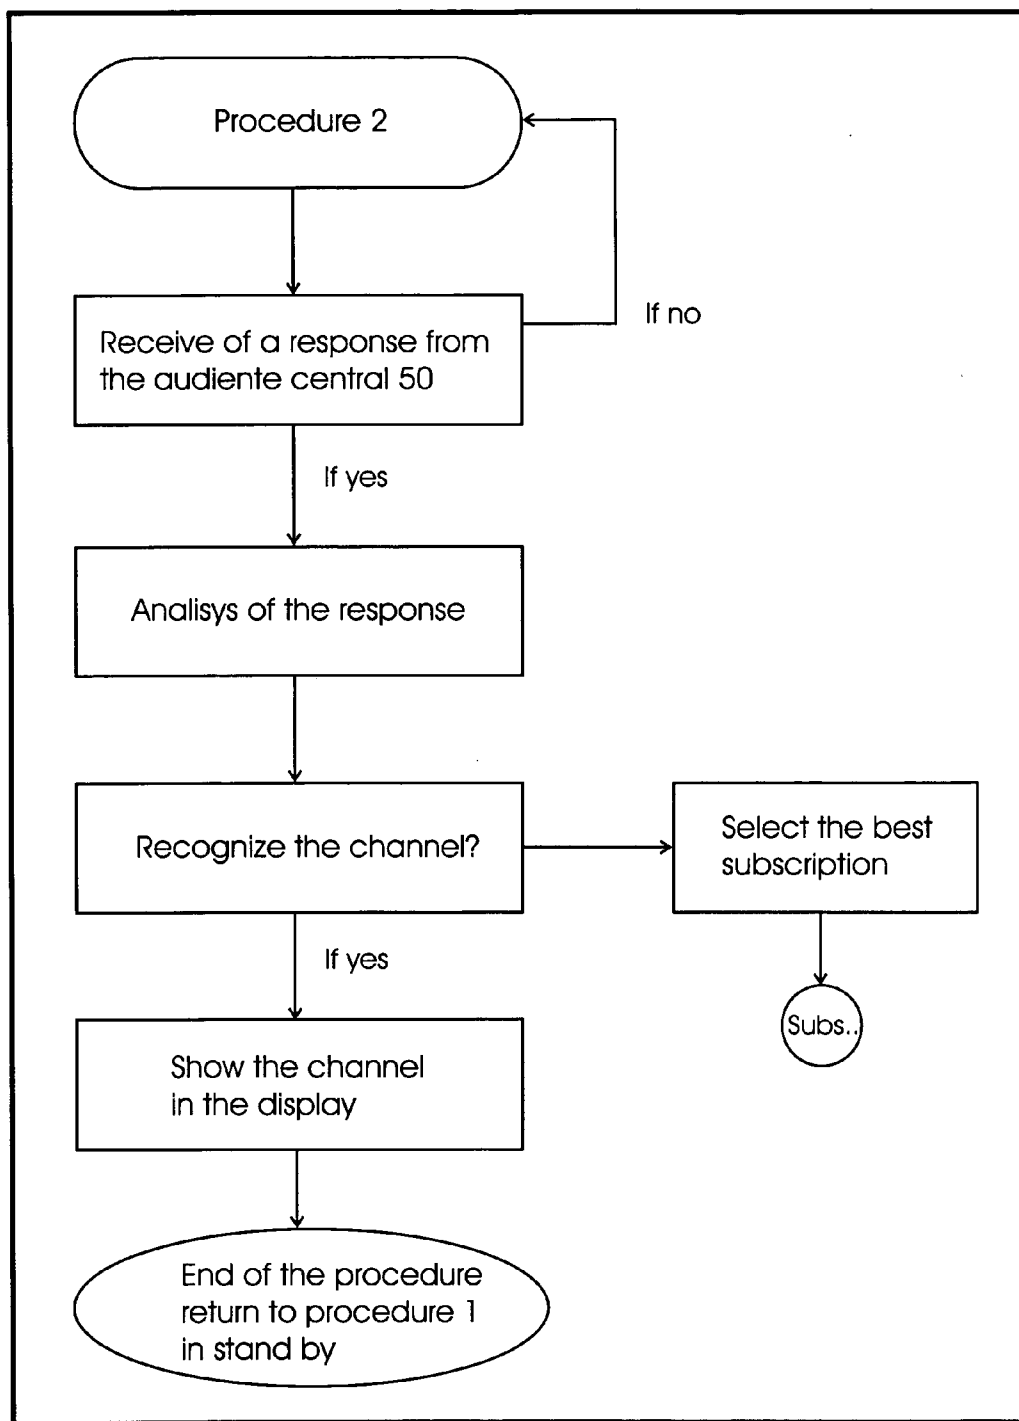 Procedure 2
If no
Receive of a response from
the audiente central 50
If yes
Analisys of the response
Recognize the channel?
Select the best
subscription
If yes
Subs..
Show the channel
in the display
End of the procedure
return to procedure 1
in stand by